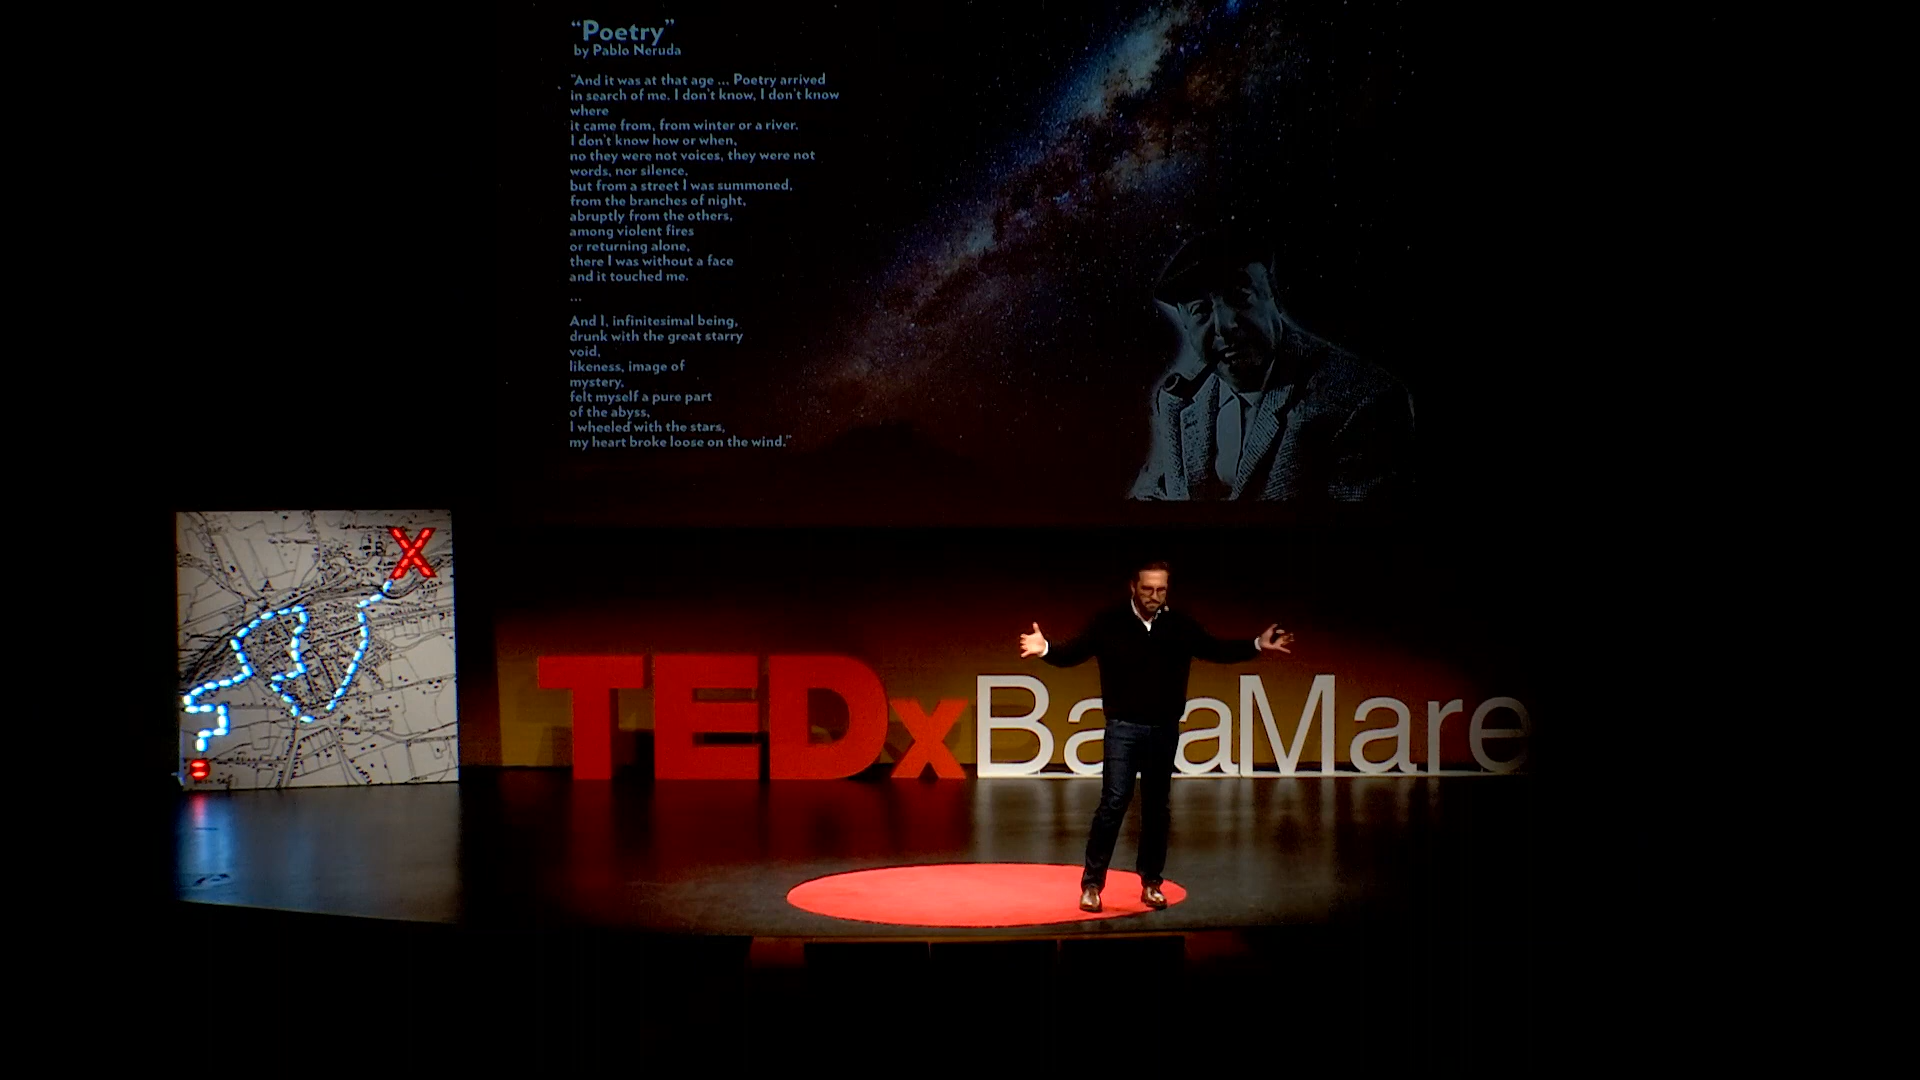 “Poetry”
by Pablo Neruda
"And it was at that age ... Poetry arrived
in search of me. I don't know, I don't know
where
it came from, from winter or a river.
I don't know how or when,
no they were not voices, they were not
words, nor silence,
but from a street I was summoned,
from the branches of night,
abruptly from the others,
among violent fires
or returning alone,
there I was without a face
and it touched me.
...
And I, infinitesimal being,
drunk with the great starry
void,
likeness, image of
mystery,
felt myself a pure part
of the abyss,
I wheeled with the stars,
my heart broke loose on the wind."
X
TEDxBaiaMare